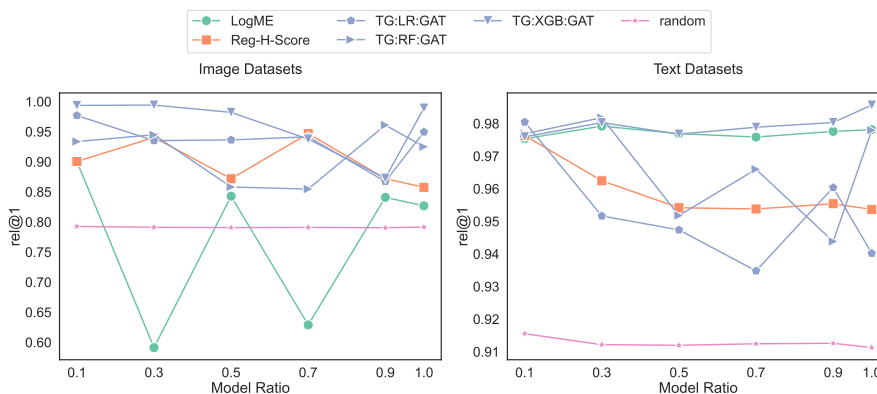 LogME
TG:LR:GAT
TG:XGB:GAT
random
Reg-H-Score
TG:RF:GAT
Image Datasets
Text Datasets
1.00
0.95
0.90
0.85
0.80
0.75
0.70
0.65
0.60
rel@1
0.1
0.3
0.5
0.7
0.9
1.0
Model Ratio
0.98
0.97
0.96
0.95
0.94
0.93
0.92
0.91
rel@1
0.1
0.3
0.5
0.7
0.9
1.0
Model Ratio